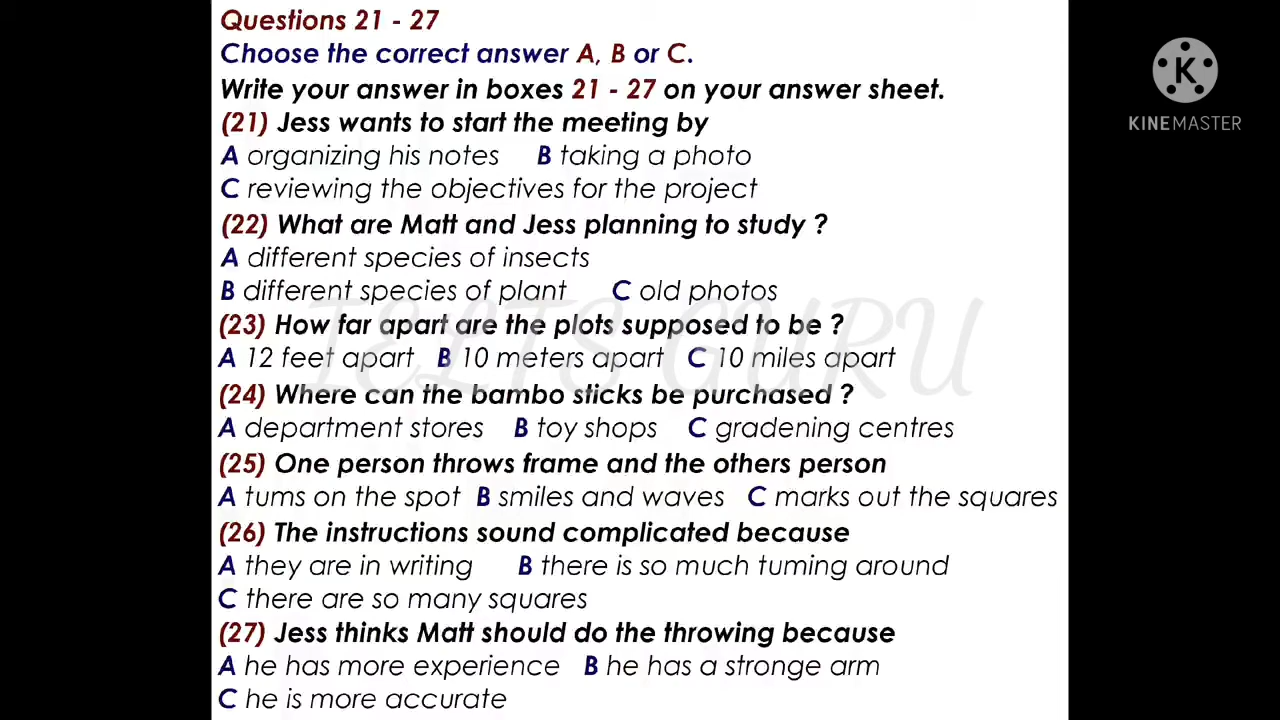 Questions 21 - 27
Choose the correct answer A, B or C.
Write your answer in boxes 21 - 27 on your answer sheet.
(21) Jess wants to start the meeting by
A organizing his notes B taking a photo
C reviewing the objectives for the project
(22) What are Matt and Jess planning to study ?
A different species of insects
B different species of plant C old photos
(23) How far apart are the plots supposed to be ?
A 12 feet apart B 10 meters apart C 10 miles apart
(24) Where can the bambo sticks be purchased ?
A department stores B toy shops C gradening centres
(25) One person throws frame and the others person
A tums on the spot B smiles and waves C marks out the squares
(26) The instructions sound complicated because
A they are in writing B there is so much tuming around
C there are so many squares
(27) Jess thinks Matt should do the throwing because
A he has more experience B he has a stronge arm
C he is more accurate
IELTS GURU
K
KINEMASTER